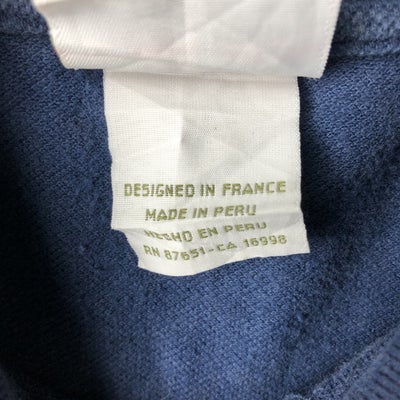 DESIGNED IN FRANCE
MADE IN PERU
HECHO EN PERU
RN 87651-CA 16998